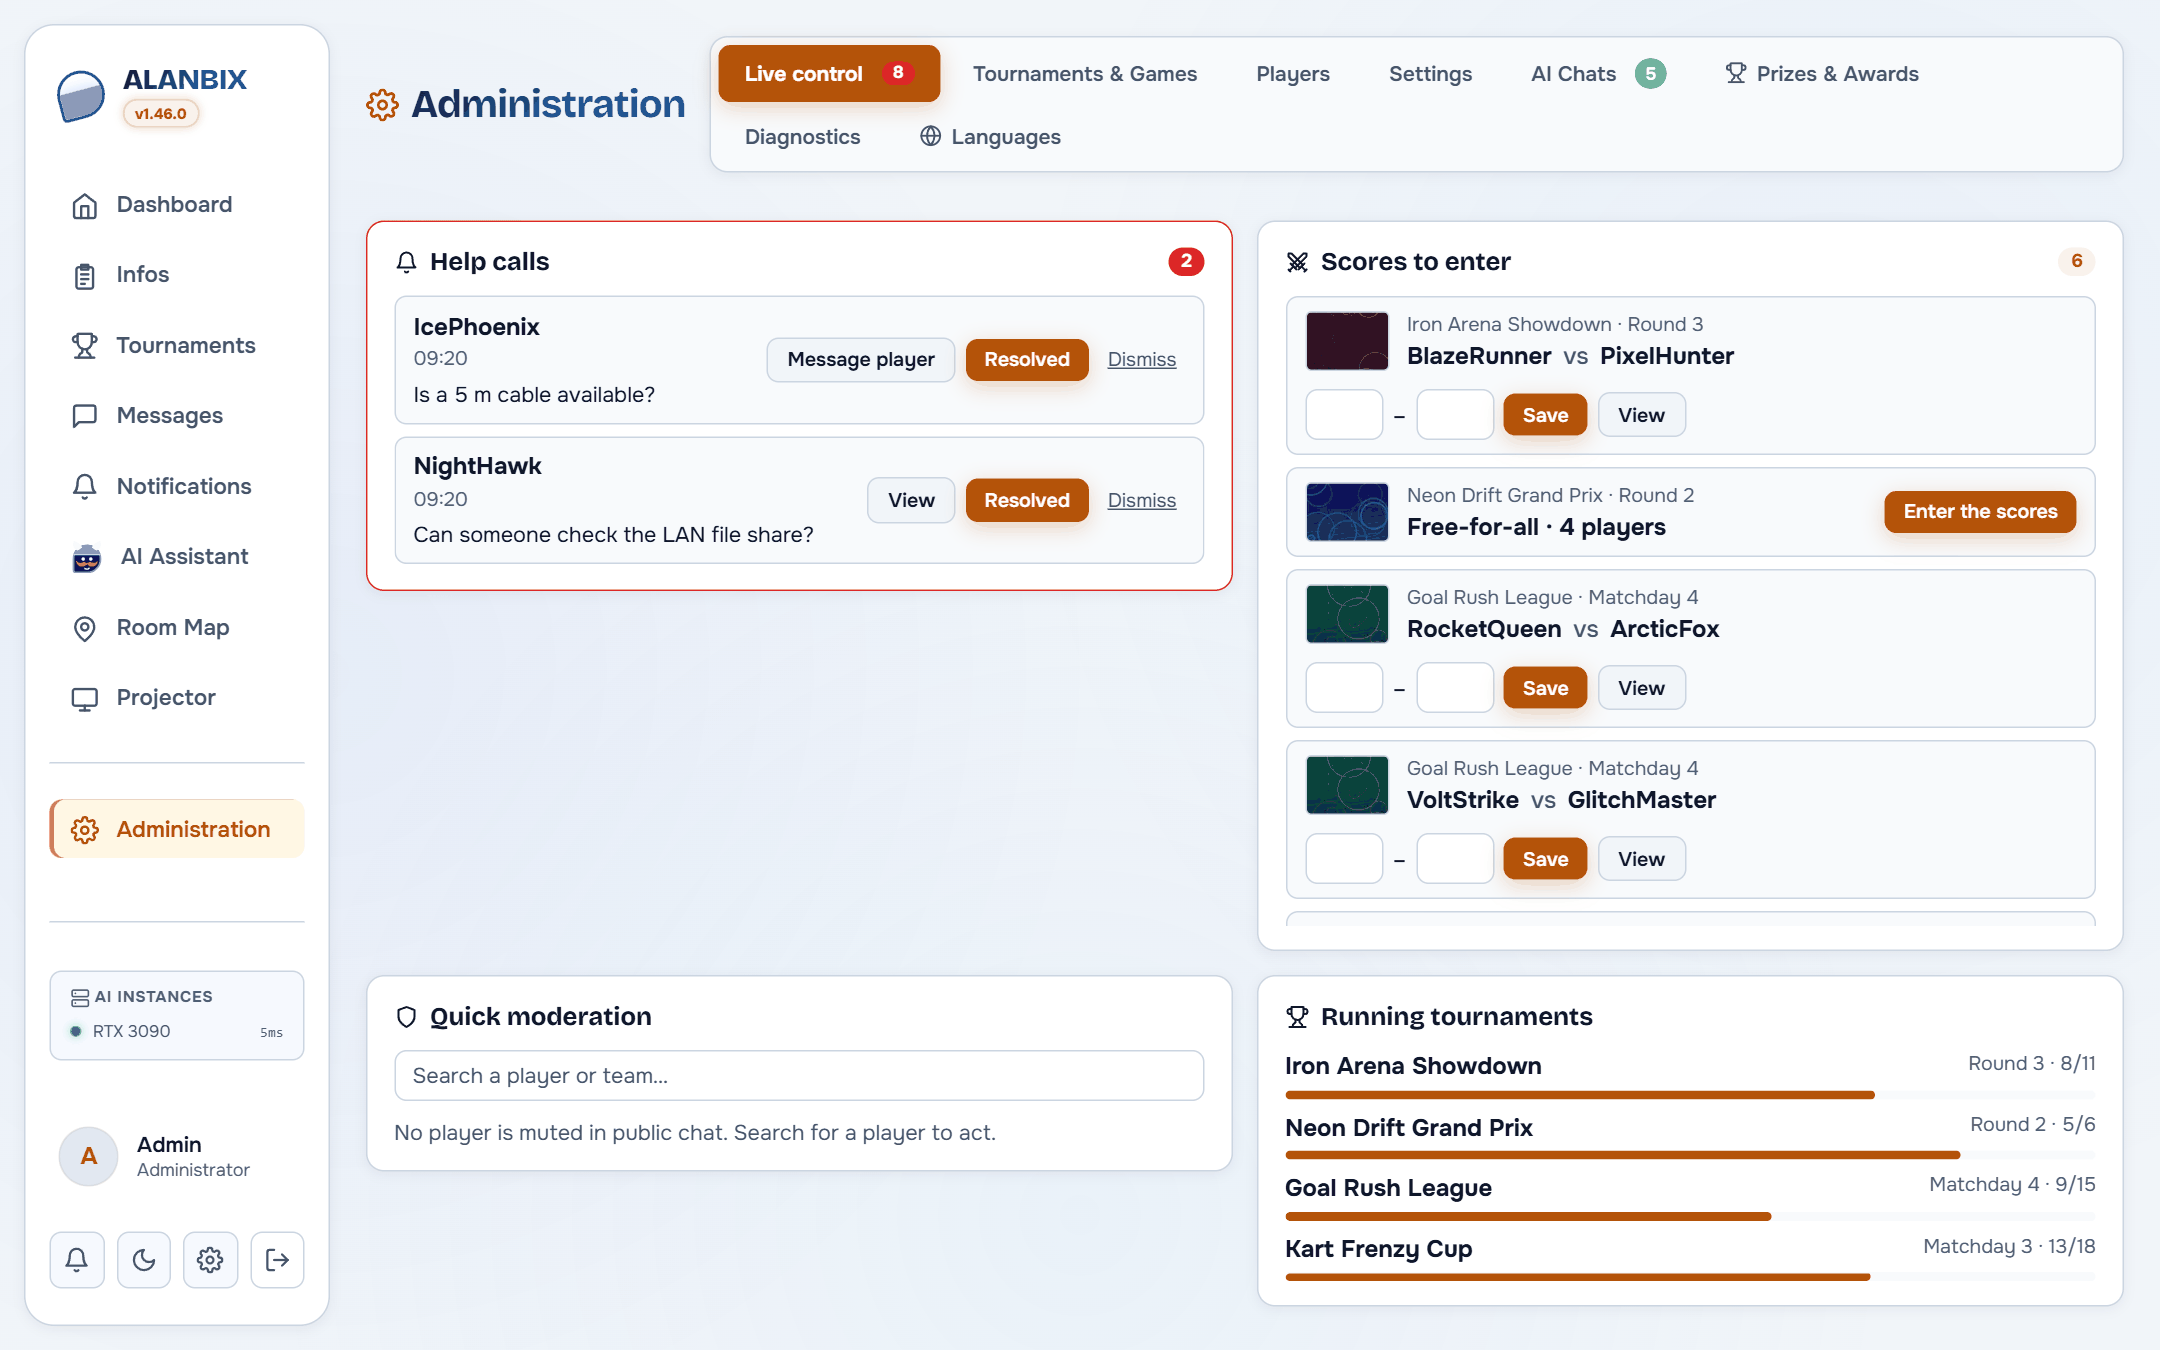 ALANBIX
v1.46.0
Dashboard
Infos
Tournaments
Messages
Notifications
AI Assistant
Room Map
Projector
Administration
AI INSTANCES
RTX 3090 5ms
A
Admin
Administrator
Administration
Live control 8
Tournaments & Games
Players
Settings
AI Chats 5
Prizes & Awards
Diagnostics
Languages
Help calls 2
IcePhoenix
09:20
Is a 5 m cable available?
Message player
Resolved
Dismiss
NightHawk
09:20
Can someone check the LAN file share?
View
Resolved
Dismiss
Scores to enter 6
Iron Arena Showdown · Round 3
BlazeRunner vs PixelHunter
– Save View
Neon Drift Grand Prix · Round 2
Free-for-all · 4 players
Enter the scores
Goal Rush League · Matchday 4
RocketQueen vs ArcticFox
– Save View
Goal Rush League · Matchday 4
VoltStrike vs GlitchMaster
– Save View
Quick moderation
Search a player or team...
No player is muted in public chat. Search for a player to act.
Running tournaments
Iron Arena Showdown Round 3 · 8/11
Neon Drift Grand Prix Round 2 · 5/6
Goal Rush League Matchday 4 · 9/15
Kart Frenzy Cup Matchday 3 · 13/18